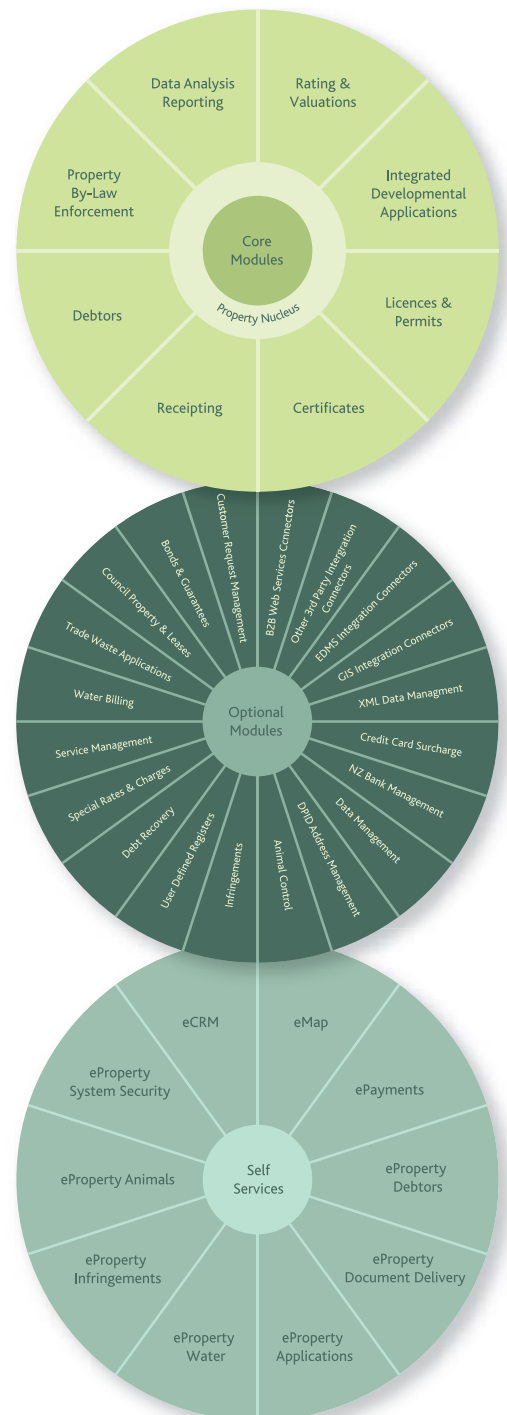 Data Analysis
Reporting
Rating &
Valuations
Property
By-Law
Enforcement
Integrated
Developmental
Applications
Core
Modules
Property Nucleus
Debtors
Licences &
Permits
Receipting
Certificates
Customer Request Management
B2B Web Services Ccnnectors
Bonds & Guarantees
Other 3rd Party Intergration
Connectors
Council Property & Leases
EDMS Integration Connectors
Trade Waste Applications
GIS Integration Connectors
Water Billing
XML Data Managment
Optional
Modules
Service Management
Credit Card Surcharge
Special Rates & Charges
NZ Bank Management
Debt Recovery
Data Management
User Defined Registers
DPID Address Management
Infringements
Animal Control
eCRM
eMap
eProperty
System Security
ePayments
eProperty Animals
Self
Services
eProperty
Debtors
eProperty
Infringements
eProperty
Document Delivery
eProperty
Water
eProperty
Applications